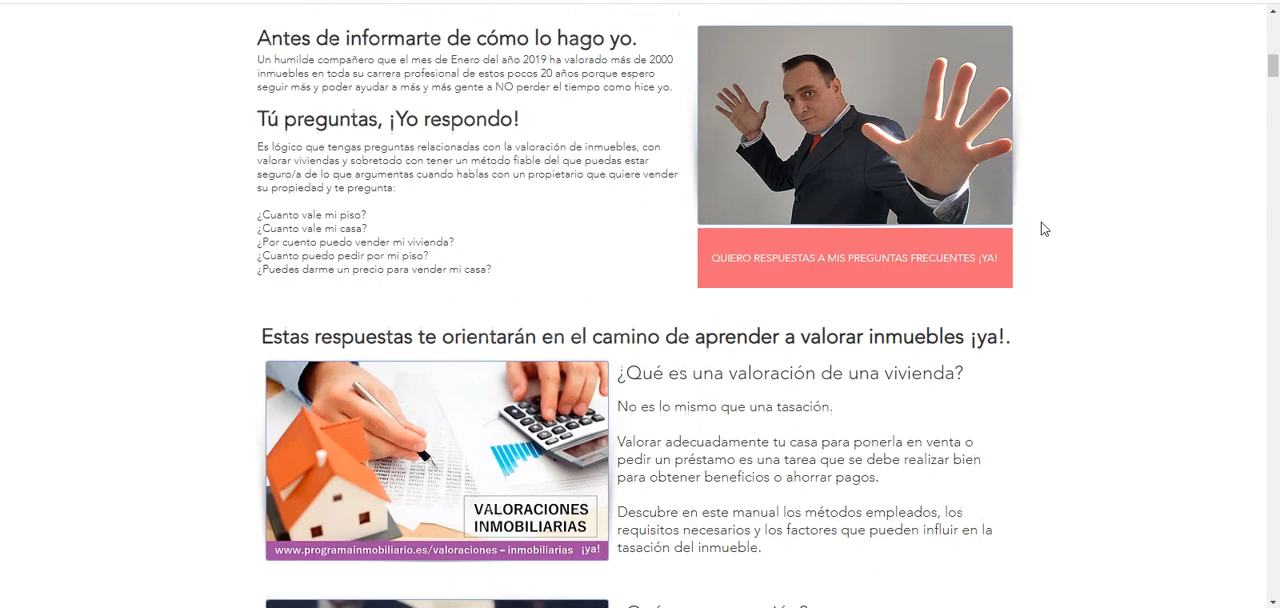 Antes de informarte de cómo lo hago yo.
Un humilde compañero que el mes de Enero del año 2019 ha valorado más de 2000
inmuebles en toda su carrera profesional de estos pocos 20 años porque espero
seguir más y poder ayudar a más y más gente a NO perder el tiempo como hice yo.
Tú preguntas, ¡Yo respondo!
Es lógico que tengas preguntas relacionadas con la valoración de inmuebles, con
valorar viviendas y sobretodo con tener un método fiable del que puedas estar
seguro/a de lo que argumentas cuando hablas con un propietario que quiere vender
su propiedad y te pregunta:
¿Cuanto vale mi piso?
¿Cuanto vale mi casa?
¿Por cuento puedo vender mi vivienda?
¿Cuanto puedo pedir por mi piso?
¿Puedes darme un precio para vender mi casa?
QUIERO RESPUESTAS A MIS PREGUNTAS FRECUENTES ¡YA!
Estas respuestas te orientarán en el camino de aprender a valorar inmuebles ¡ya!.
VALORACIONES
INMOBILIARIAS
www.programainmobiliario.es/valoraciones – inmobiliarias ¡ya!
¿Qué es una valoración de una vivienda?
No es lo mismo que una tasación.
Valorar adecuadamente tu casa para ponerla en venta o
pedir un préstamo es una tarea que se debe realizar bien
para obtener beneficios o ahorrar pagos.
Descubre en este manual los métodos empleados, los
requisitos necesarios y los factores que pueden influir en la
tasación del inmueble.